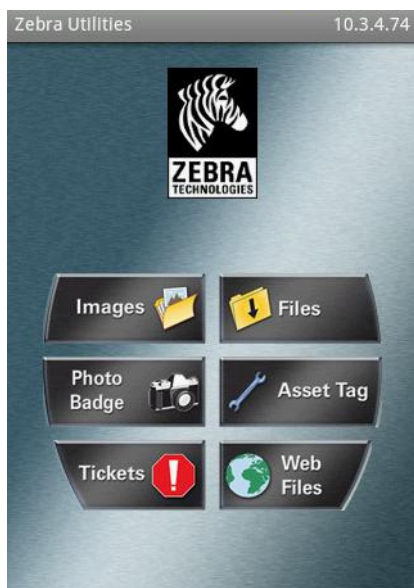 Zebra Utilities 10.3.4.74
ZEBRA
TECHNOLOGIES
Images
Files
Photo
Badge
Asset Tag
Tickets
Web
Files